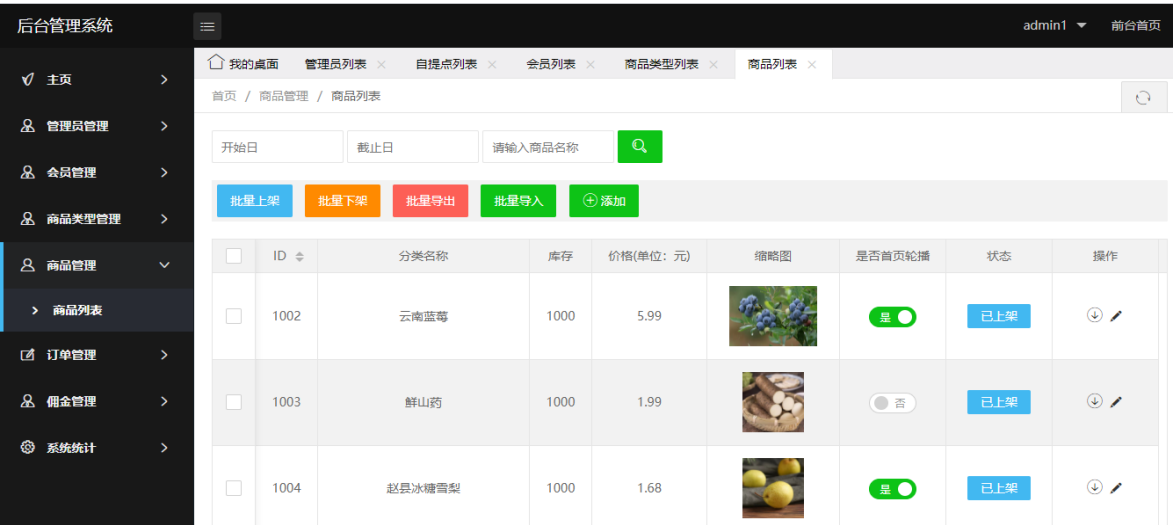 后台管理系统
admin1
前台首页
主页
管理员管理
会员管理
商品类型管理
商品管理
商品列表
订单管理
佣金管理
系统统计
我的桌面 管理员列表 自提点列表 会员列表 商品类型列表 商品列表
首页 / 商品管理 / 商品列表
开始日 截止日 请输入商品名称
批量上架 批量下架 批量导出 批量导入 添加
ID 分类名称 库存 价格(单位：元) 缩略图 是否首页轮播 状态 操作
1002 云南蓝莓 1000 5.99 是 已上架
1003 鲜山药 1000 1.99 否 已上架
1004 赵县冰糖雪梨 1000 1.68 是 已上架